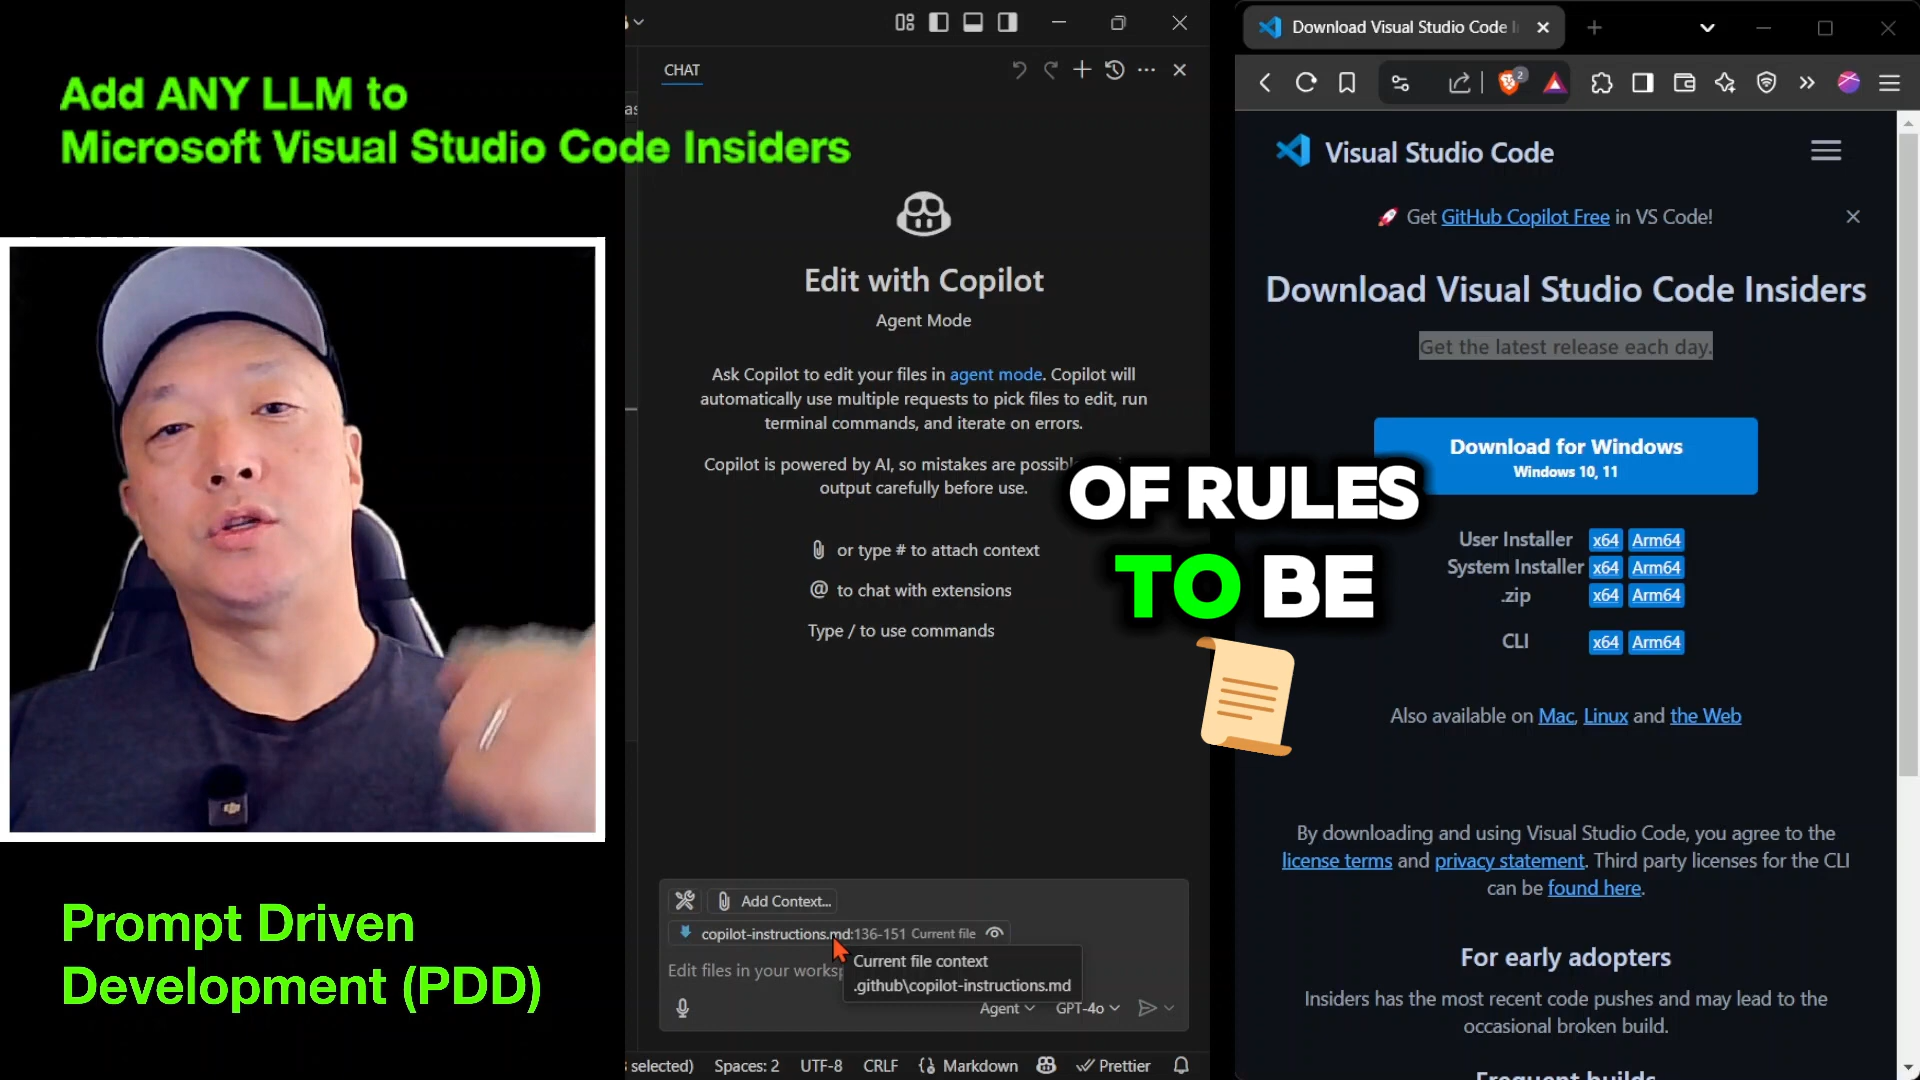 Add ANY LLM to
Microsoft Visual Studio Code Insiders
Prompt Driven
Development (PDD)
CHAT
Edit with Copilot
Agent Mode
Ask Copilot to edit your files in agent mode. Copilot will
automatically use multiple requests to pick files to edit, run
terminal commands, and iterate on errors.
Copilot is powered by AI, so mistakes are
output carefully before use.
or type # to attach context
@ to chat with extensions
Type / to use commands
Add Context...
copilot-instructions.md:136-151 Current file
Current file context
.github\copilot-instructions.md
Edit files in your
Agent
GPT-4o
selected)
Spaces: 2
UTF-8
CRLF
Markdown
Prettier
OF RULES
TO BE
Download Visual Studio Code
2
Visual Studio Code
Get GitHub Copilot Free in VS Code!
Download Visual Studio Code Insiders
Get the latest release each day.
Download for Windows
Windows 10, 11
User Installer x64 Arm64
System Installer x64 Arm64
.zip x64 Arm64
CLI x64 Arm64
Also available on Mac, Linux and the Web
By downloading and using Visual Studio Code, you agree to the
license terms and privacy statement. Third party licenses for the CLI
can be found here.
For early adopters
Insiders has the most recent code pushes and may lead to the
occasional broken build.
Frequent builds